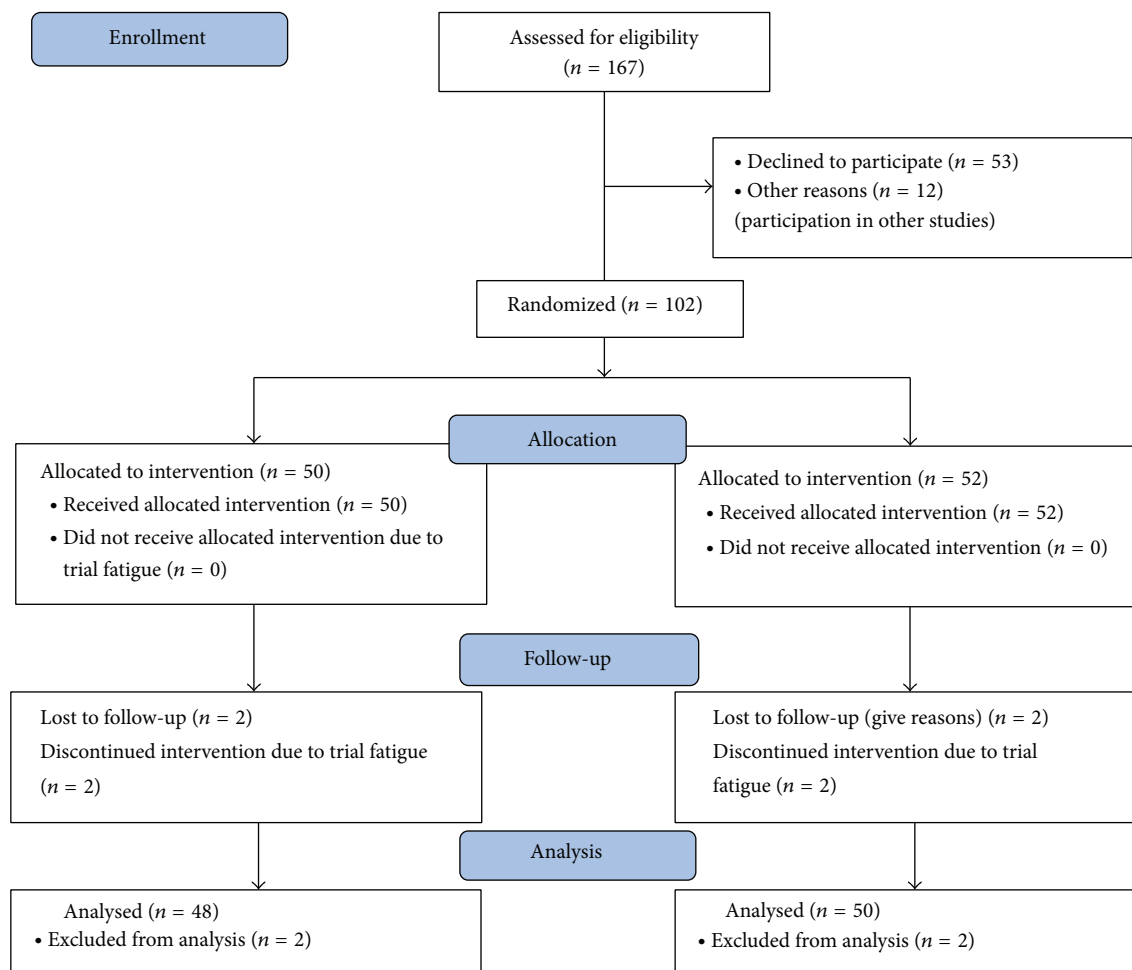 Enrollment
Assessed for eligibility
(n = 167)
• Declined to participate (n = 53)
• Other reasons (n = 12)
(participation in other studies)
Randomized (n = 102)
Allocation
Allocated to intervention (n = 50)
• Received allocated intervention (n = 50)
• Did not receive allocated intervention due to
trial fatigue (n = 0)
Allocated to intervention (n = 52)
• Received allocated intervention (n = 52)
• Did not receive allocated intervention (n = 0)
Follow-up
Lost to follow-up (n = 2)
Discontinued intervention due to trial fatigue
(n = 2)
Lost to follow-up (give reasons) (n = 2)
Discontinued intervention due to trial
fatigue (n = 2)
Analysis
Analysed (n = 48)
• Excluded from analysis (n = 2)
Analysed (n = 50)
• Excluded from analysis (n = 2)